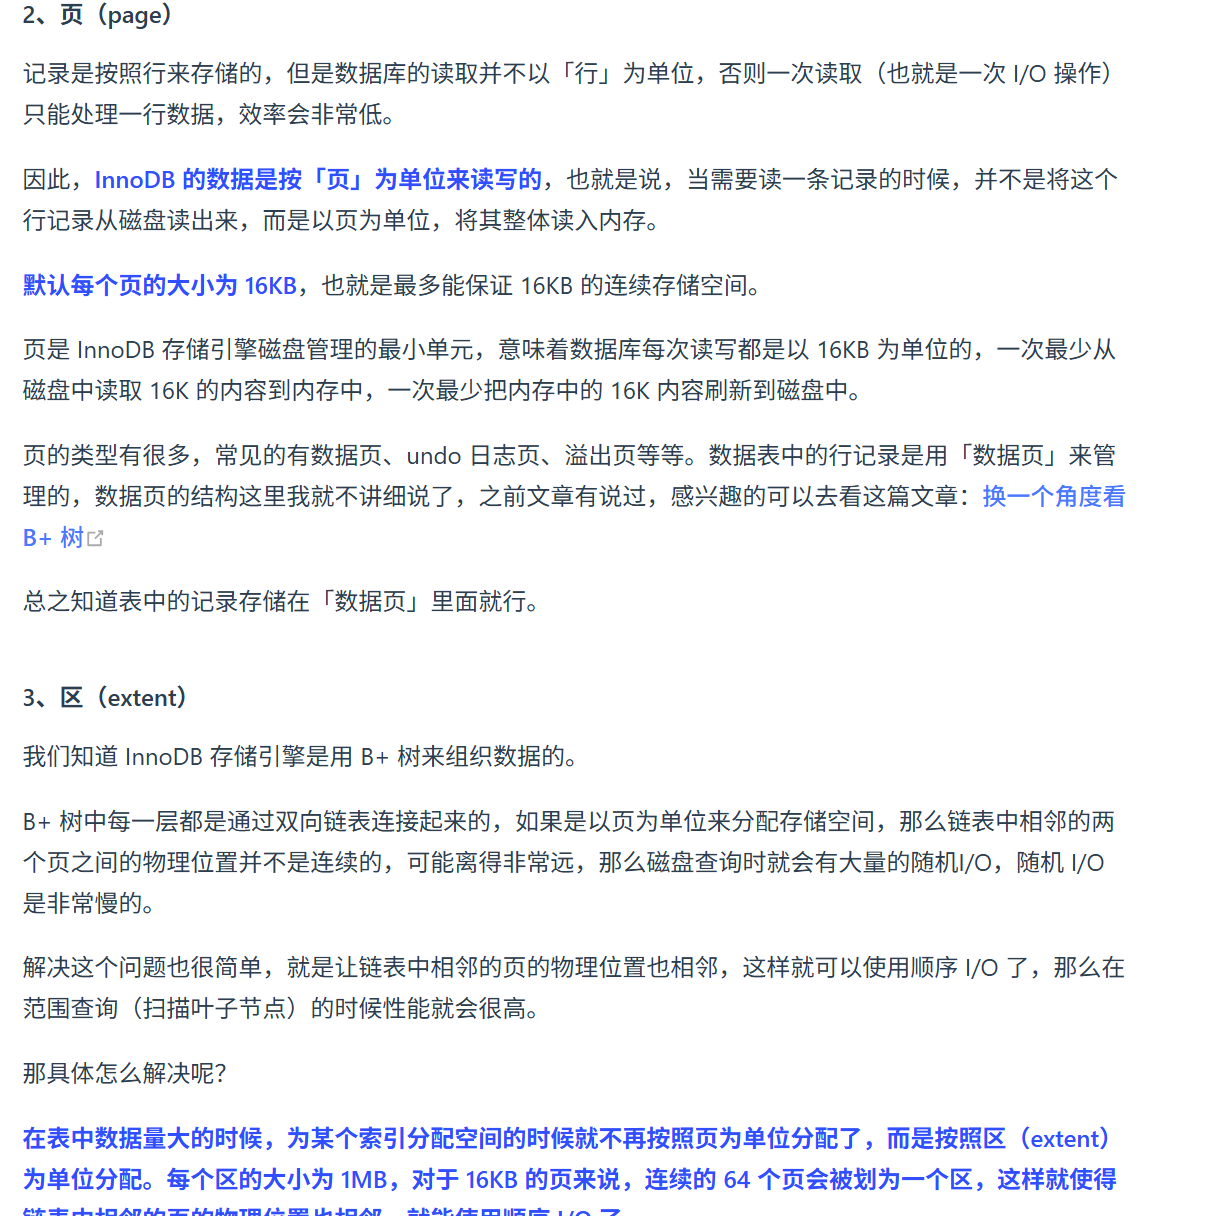 2、页（page）
记录是按照行来存储的，但是数据库的读取并不以「行」为单位，否则一次读取（也就是一次 I/O 操作）
只能处理一行数据，效率会非常低。
因此，InnoDB 的数据是按「页」为单位来读写的，也就是说，当需要读一条记录的时候，并不是将这个
行记录从磁盘读出来，而是以页为单位，将其整体读入内存。
默认每个页的大小为 16KB，也就是最多能保证 16KB 的连续存储空间。
页是 InnoDB 存储引擎磁盘管理的最小单元，意味着数据库每次读写都是以 16KB 为单位的，一次最少从
磁盘中读取 16K 的内容到内存中，一次最少把内存中的 16K 内容刷新到磁盘中。
页的类型有很多，常见的有数据页、undo 日志页、溢出页等等。数据表中的行记录是用「数据页」来管
理的，数据页的结构这里我就不讲细说了，之前文章有说过，感兴趣的可以去看这篇文章：换一个角度看
B+ 树
总之知道表中的记录存储在「数据页」里面就行。
3、区（extent）
我们知道 InnoDB 存储引擎是用 B+ 树来组织数据的。
B+ 树中每一层都是通过双向链表连接起来的，如果是以页为单位来分配存储空间，那么链表中相邻的两
个页之间的物理位置并不是连续的，可能离得非常远，那么磁盘查询时就会有大量的随机I/O，随机 I/O
是非常慢的。
解决这个问题也很简单，就是让链表中相邻的页的物理位置也相邻，这样就可以使用顺序 I/O 了，那么在
范围查询（扫描叶子节点）的时候性能就会很高。
那具体怎么解决呢？
在表中数据量大的时候，为某个索引分配空间的时候就不再按照页为单位分配了，而是按照区（extent）
为单位分配。每个区的大小为 1MB，对于 16KB 的页来说，连续的 64 个页会被划为一个区，这样就使得
链表中相邻的页的物理位置也相邻，就能使用顺序 I/O 了